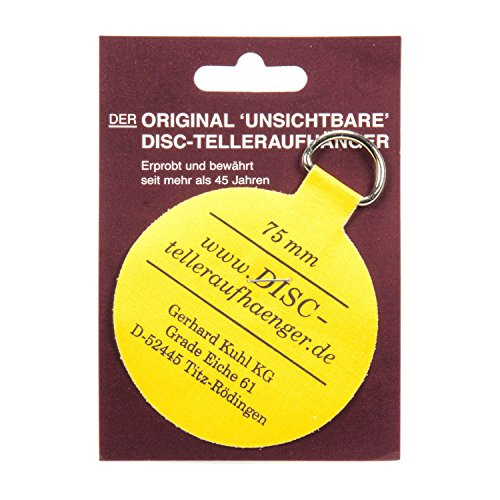 DER ORIGINAL 'UNSICHTBARE'
DISC-TELLERAUFHÄNGER
Erprobt und bewährt
seit mehr als 45 Jahren
75 mm
www.DISC-
telleraufhaenger.de
Gerhard Kuhl KG
Grade Eiche 61
D-52445 Titz-Rödingen